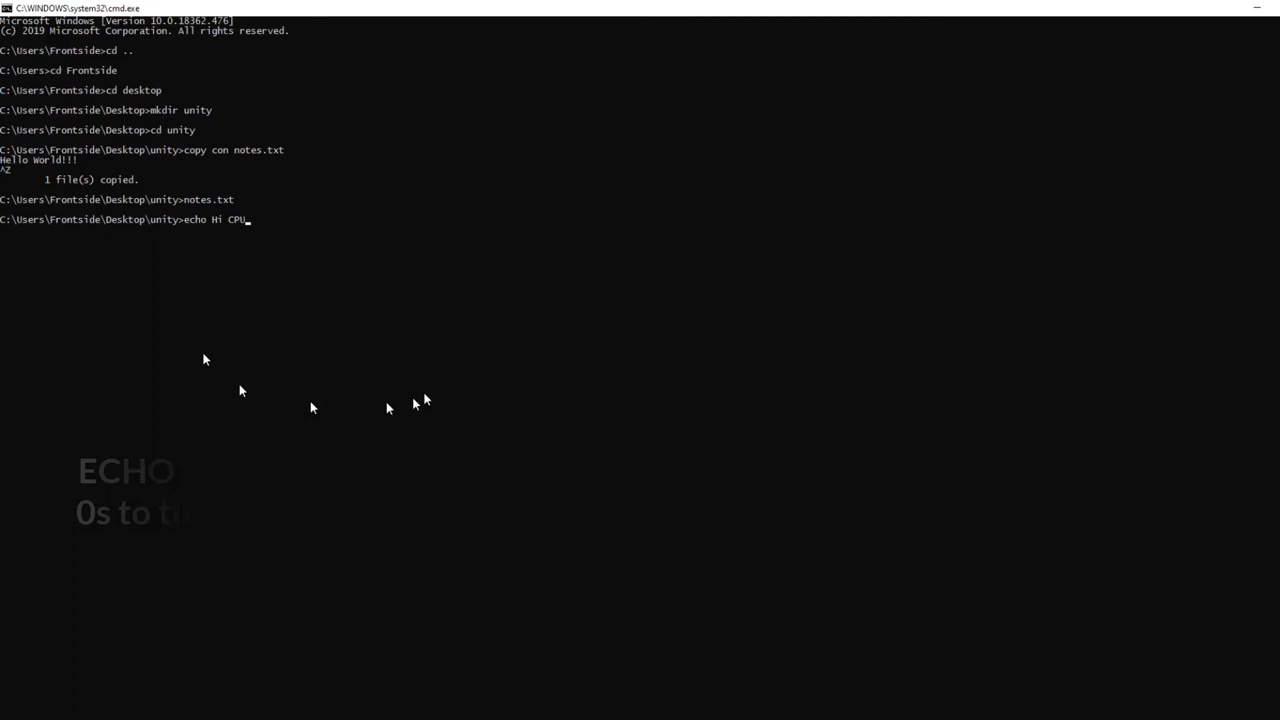 C:\WINDOWS\system32\cmd.exe
Microsoft Windows [Version 10.0.18362.476]
(c) 2019 Microsoft Corporation. All rights reserved.
C:\Users\Frontside>cd ..
C:\Users>cd Frontside
C:\Users\Frontside>cd desktop
C:\Users\Frontside\Desktop>mkdir unity
C:\Users\Frontside\Desktop>cd unity
C:\Users\Frontside\Desktop\unity>copy con notes.txt
Hello World!!!
^Z
1 file(s) copied.
C:\Users\Frontside\Desktop\unity>notes.txt
C:\Users\Frontside\Desktop\unity>echo Hi CPU
ECHO
0s to